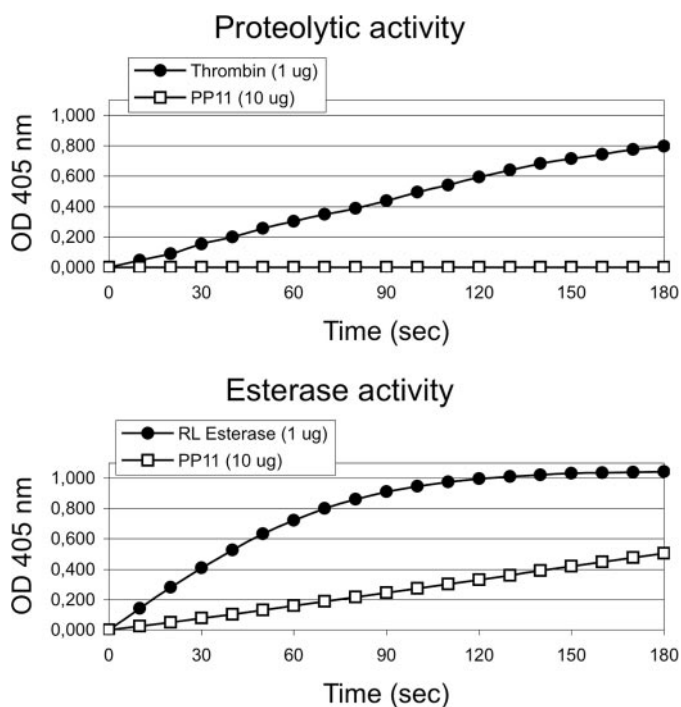 Proteolytic activity
Thrombin (1 ug)
PP11 (10 ug)
1,000
0,800
0,600
0,400
0,200
0,000
OD 405 nm
0 30 60 90 120 150 180
Time (sec)
Esterase activity
RL Esterase (1 ug)
PP11 (10 ug)
1,000
0,800
0,600
0,400
0,200
0,000
OD 405 nm
0 30 60 90 120 150 180
Time (sec)